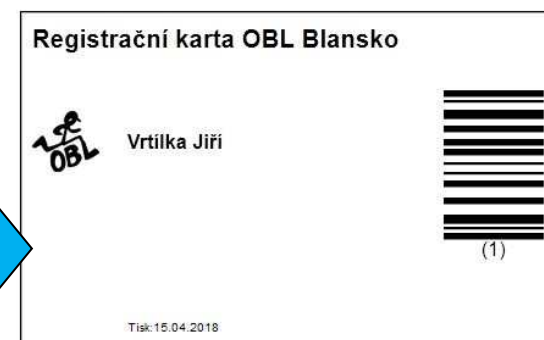 Registrační karta OBL Blansko
OBL
Vrtílka Jiří
(1)
Tisk:15.04.2018